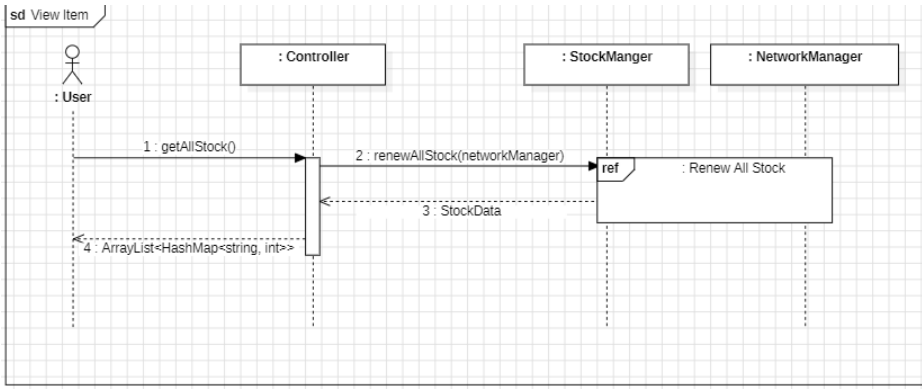 sd View Item
: User
: Controller
: StockManger
: NetworkManager
1 : getAllStock()
2 : renewAllStock(networkManager)
ref
: Renew All Stock
3 : StockData
4 : ArrayList<HashMap<string, int>>